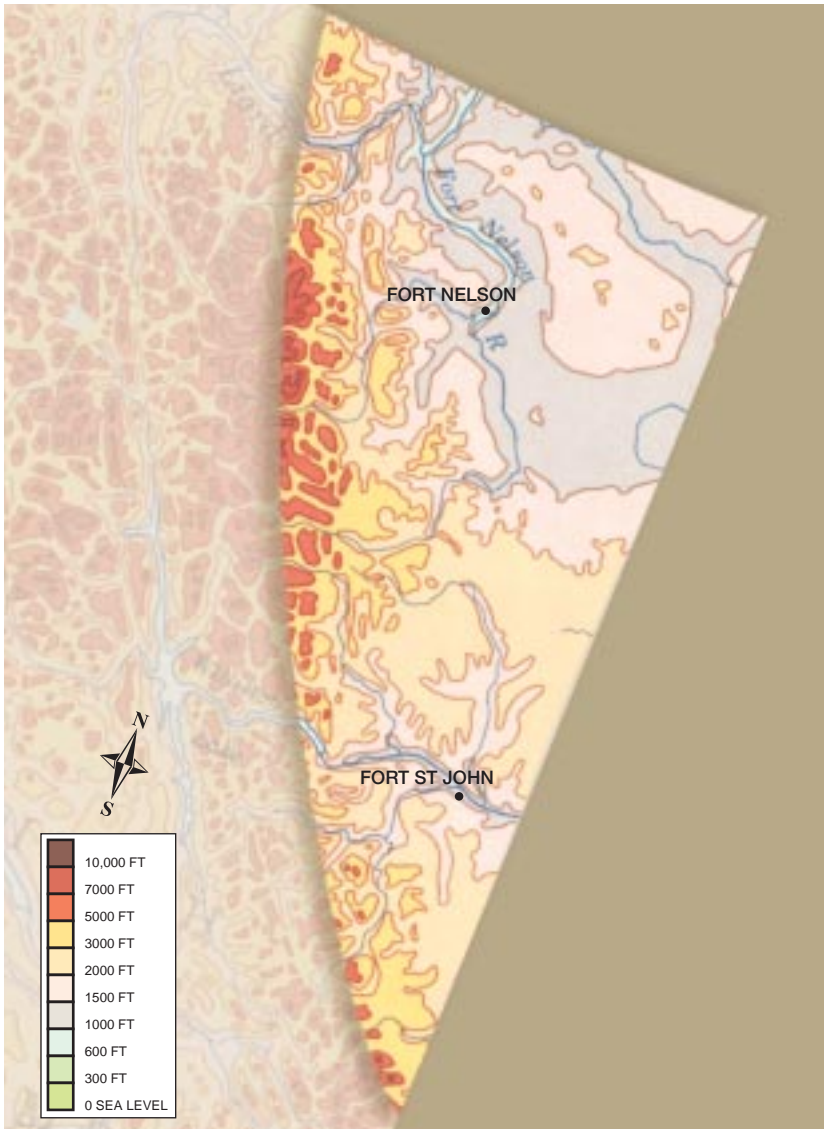 Liard
Fort Nelson
FORT NELSON
R
FORT ST JOHN
N
S
10,000 FT
7000 FT
5000 FT
3000 FT
2000 FT
1500 FT
1000 FT
600 FT
300 FT
0 SEA LEVEL